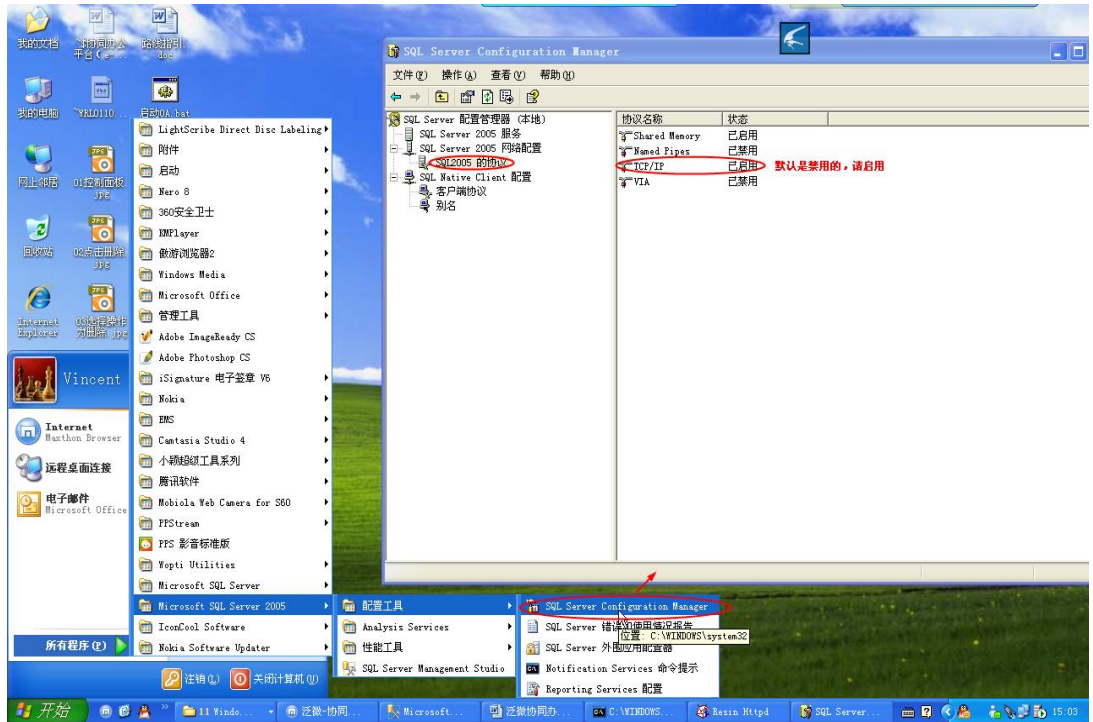 我的文档
平台(e-...
路线指引.
doc
我的电脑
~WRL0110...
启动OA.bat
网上邻居
01控制面板
.jpg
回收站
02点击删除
.jpg
Internet
Explorer
03选择操作
为删除.jpg
Vincent
Internet
Maxthon Browser
远程桌面连接
电子邮件
Microsoft Office
所有程序(P)
LightScribe Direct Disc Labeling
附件
启动
Nero 8
360安全卫士
KMPlayer
傲游浏览器2
Windows Media
Microsoft Office
管理工具
Adobe ImageReady CS
Adobe Photoshop CS
iSignature 电子签章 V6
Nokia
EMS
Camtasia Studio 4
小颖超级工具系列
腾讯软件
Mobiola Web Camera for S60
PPStream
PPS 影音标准版
Wopti Utilities
Microsoft SQL Server
Microsoft SQL Server 2005
IconCool Software
Nokia Software Updater
注销(L)
关闭计算机(U)
配置工具
Analysis Services
性能工具
SQL Server Management Studio
SQL Server Configuration Manager
SQL Server 错误和使用情况报告
位置: C:\WINDOWS\system32
SQL Server 外围应用配置器
Notification Services 命令提示
Reporting Services 配置
SQL Server Configuration Manager
文件(F) 操作(A) 查看(V) 帮助(H)
SQL Server 配置管理器 (本地)
SQL Server 2005 服务
SQL Server 2005 网络配置
SQL2005 的协议
SQL Native Client 配置
客户端协议
别名
协议名称 状态
Shared Memory 已启用
Named Pipes 已禁用
TCP/IP 已启用 默认是禁用的，请启用
VIA 已禁用
开始
11 Windo...
泛微-协同...
Microsoft...
泛微协同办...
C:\WINDOWS...
Resin Httpd
SQL Server...
15:03